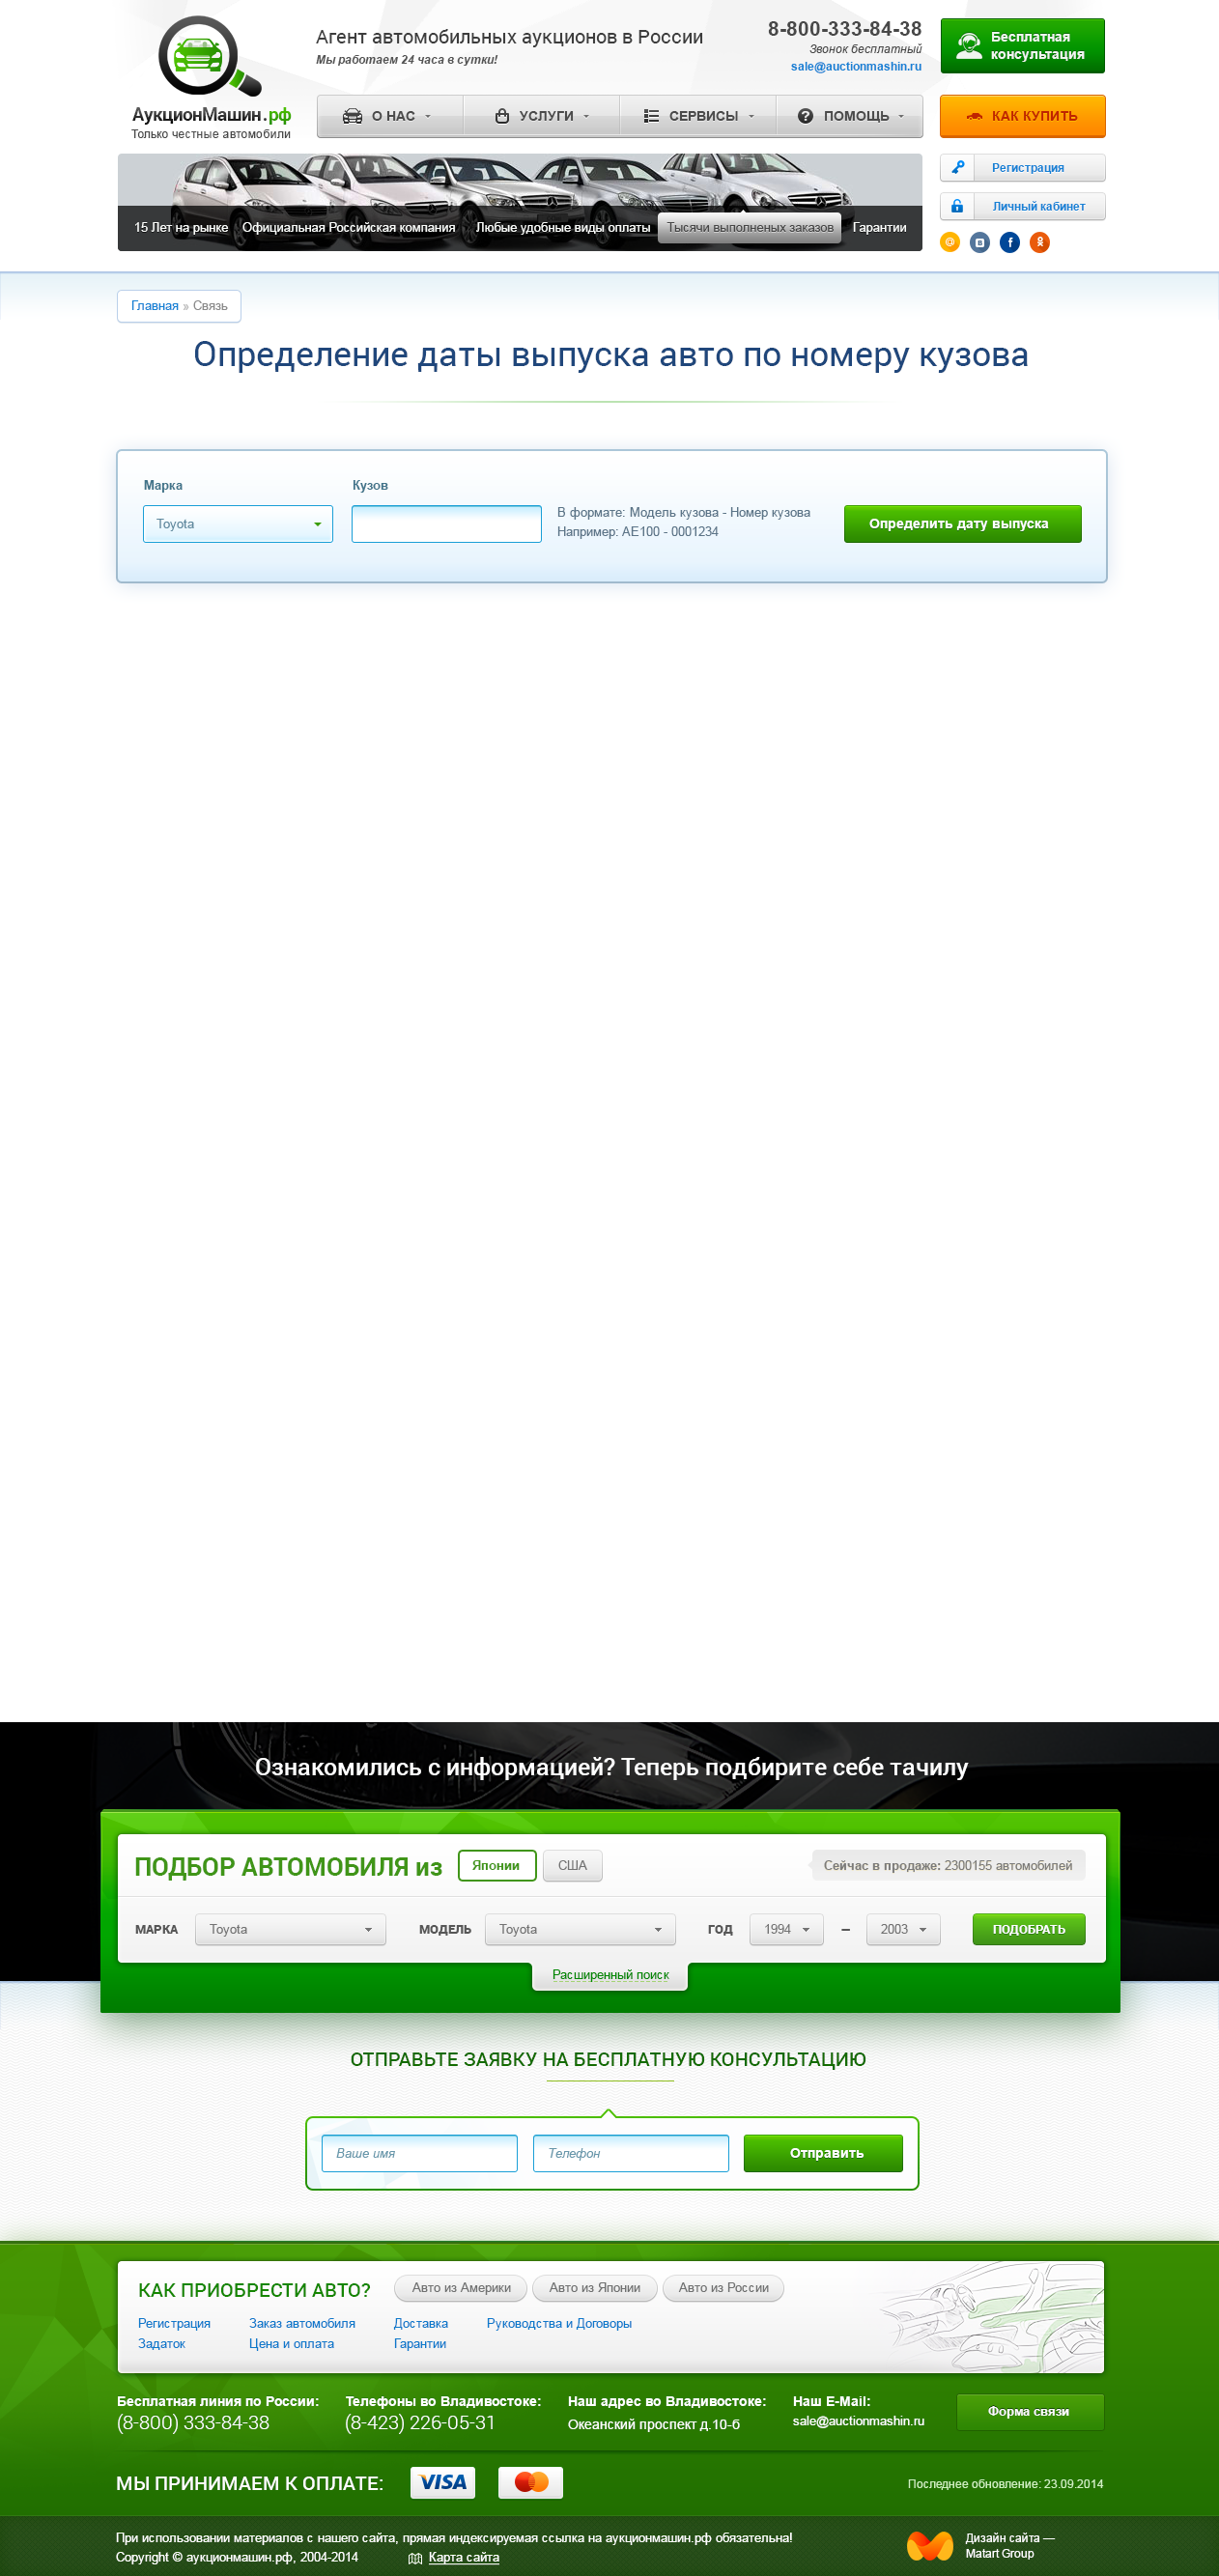 Агент автомобильных аукционов в России
Мы работаем 24 часа в сутки!
8-800-333-84-38
Звонок бесплатный
sale@auctionmashin.ru
Бесплатная
консультация
АукционМашин.рф
Только честные автомобили
О НАС
УСЛУГИ
СЕРВИСЫ
ПОМОЩЬ
КАК КУПИТЬ
Регистрация
Личный кабинет
15 Лет на рынке
Официальная Российская компания
Любые удобные виды оплаты
Тысячи выполненых заказов
Гарантии
Главная » Связь
Определение даты выпуска авто по номеру кузова
Марка
Кузов
Toyota
В формате: Модель кузова - Номер кузова
Например: AE100 - 0001234
Определить дату выпуска
Ознакомились с информацией? Теперь подбирите себе тачилу
ПОДБОР АВТОМОБИЛЯ из
Японии
США
Сейчас в продаже: 2300155 автомобилей
МАРКА
Toyota
МОДЕЛЬ
Toyota
ГОД
1994
–
2003
ПОДОБРАТЬ
Расширенный поиск
ОТПРАВЬТЕ ЗАЯВКУ НА БЕСПЛАТНУЮ КОНСУЛЬТАЦИЮ
Ваше имя
Телефон
Отправить
КАК ПРИОБРЕСТИ АВТО?
Авто из Америки
Авто из Японии
Авто из России
Регистрация
Заказ автомобиля
Доставка
Руководства и Договоры
Задаток
Цена и оплата
Гарантии
Бесплатная линия по России:
(8-800) 333-84-38
Телефоны во Владивостоке:
(8-423) 226-05-31
Наш адрес во Владивостоке:
Океанский проспект д.10-б
Наш E-Mail:
sale@auctionmashin.ru
Форма связи
МЫ ПРИНИМАЕМ К ОПЛАТЕ:
VISA
Последнее обновление: 23.09.2014
При использовании материалов с нашего сайта, прямая индексируемая ссылка на аукционмашин.рф обязательна!
Copyright © аукционмашин.рф, 2004-2014
Карта сайта
Дизайн сайта —
Matart Group